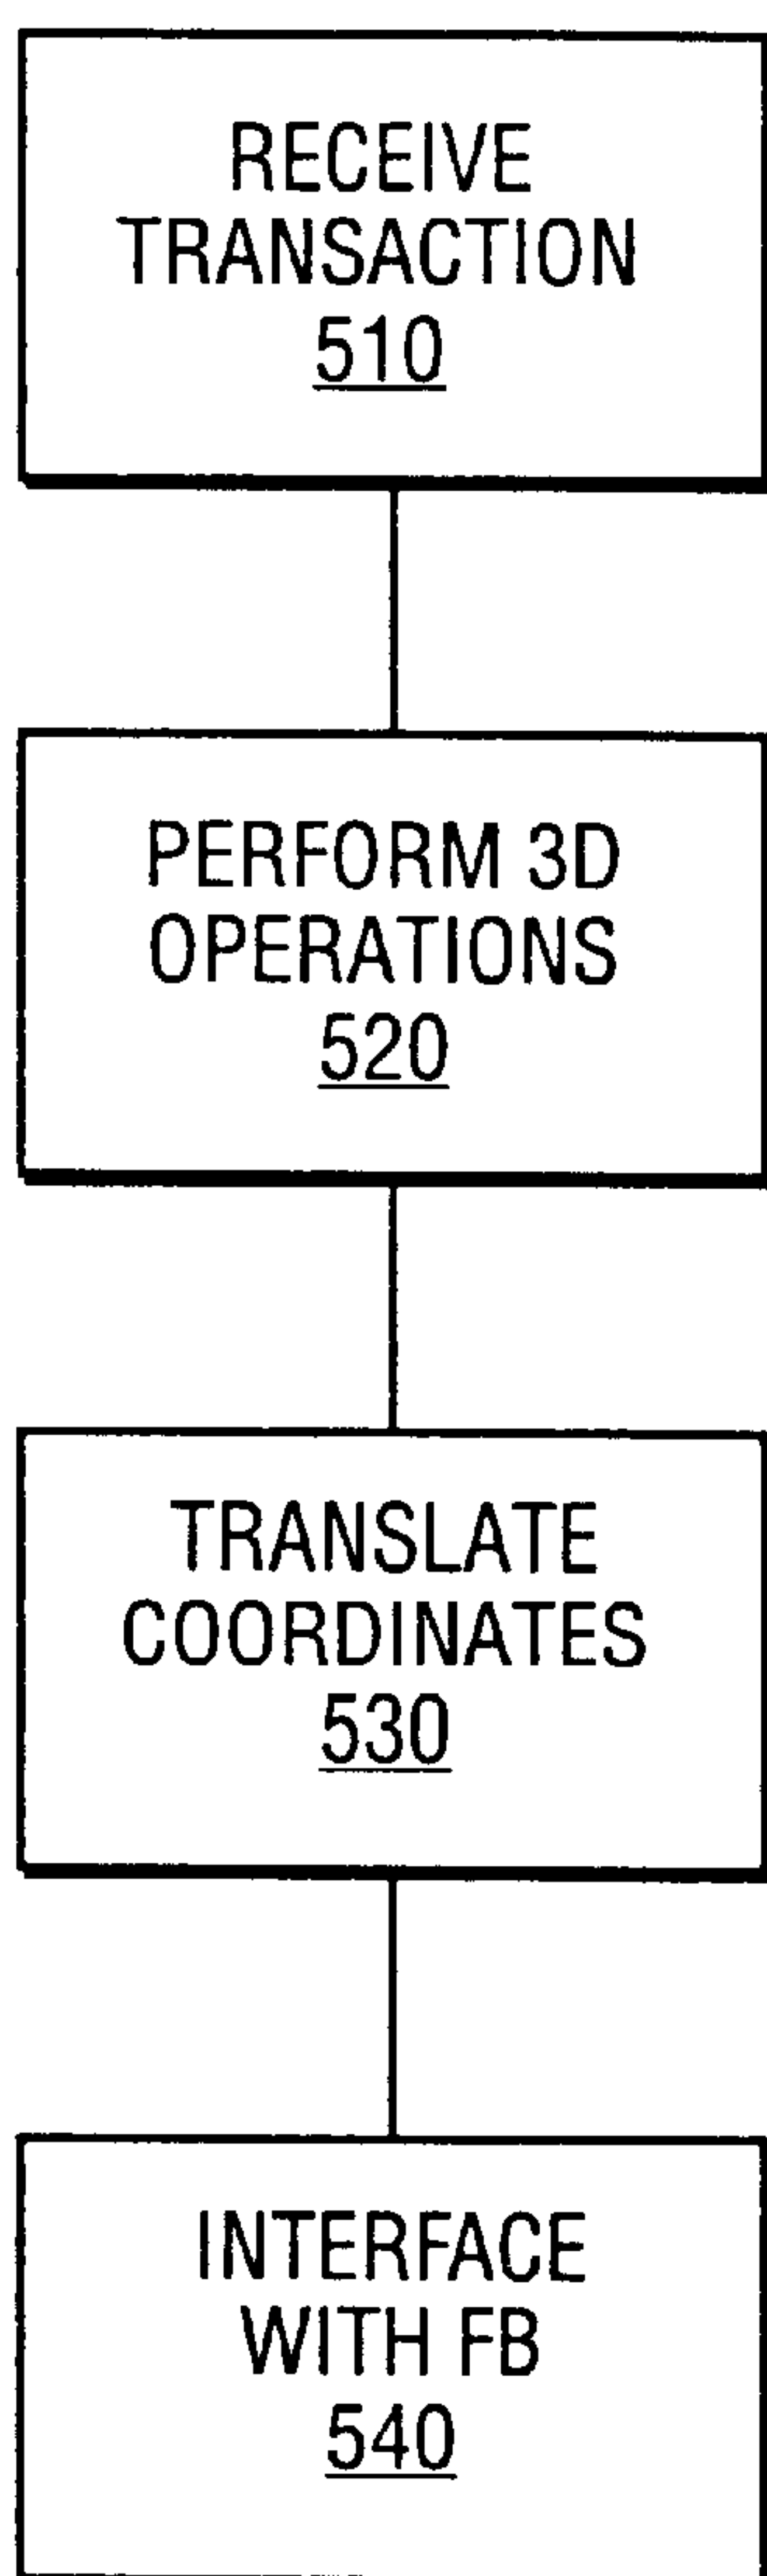 RECEIVE
TRANSACTION
510
PERFORM 3D
OPERATIONS
520
TRANSLATE
COORDINATES
530
INTERFACE
WITH FB
540